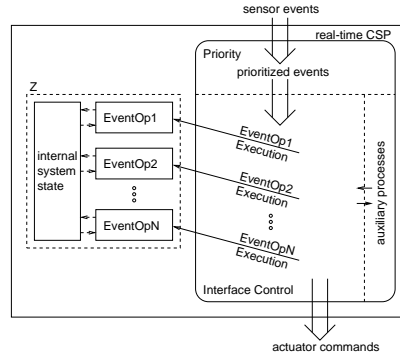 sensor events
real-time CSP
Priority
prioritized events
Z
EventOp1
EventOp1
Execution
internal
system
state
EventOp2
EventOp2
Execution
EventOpN
EventOpN
Execution
auxiliary processes
Interface Control
actuator commands